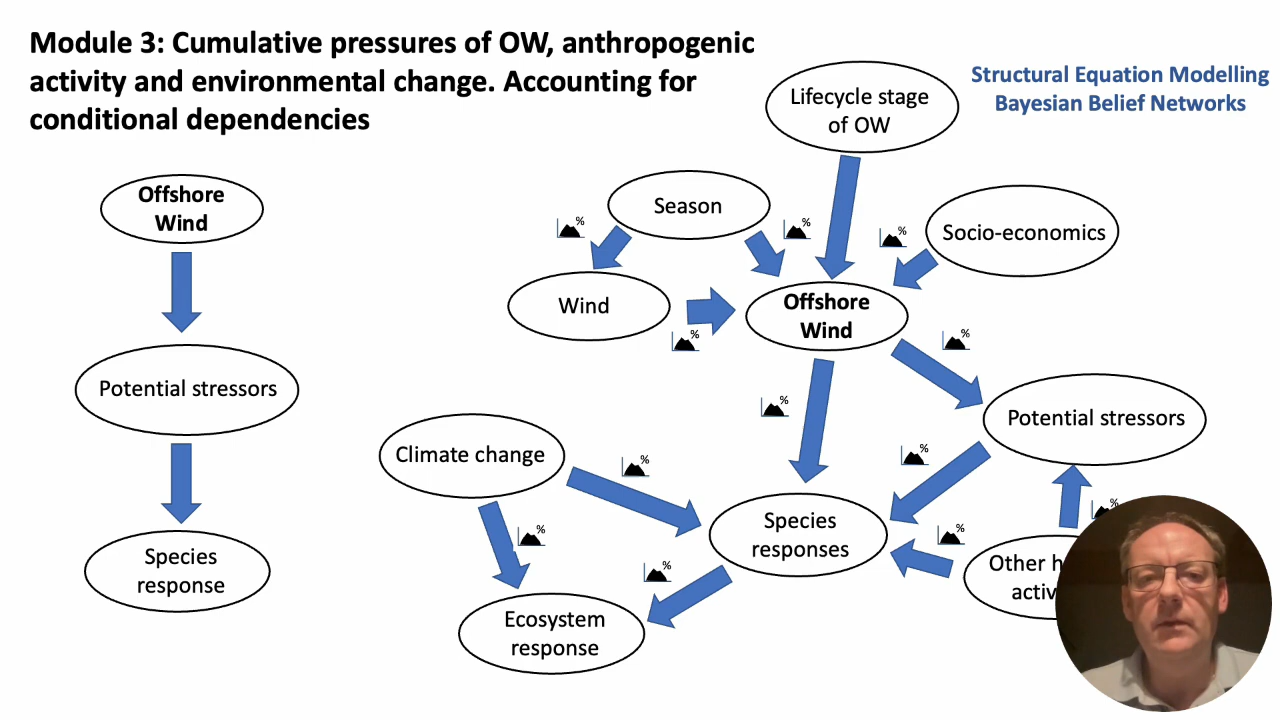 Module 3: Cumulative pressures of OW, anthropogenic
activity and environmental change. Accounting for
conditional dependencies
Structural Equation Modelling
Bayesian Belief Networks
Lifecycle stage
of OW
Offshore
Wind
Season
%
%
%
Socio-economics
Wind
%
Offshore
Wind
%
Potential stressors
%
Potential stressors
Climate change
%
%
%
Species
responses
%
%
%
Species
response
Other
Ecosystem
response